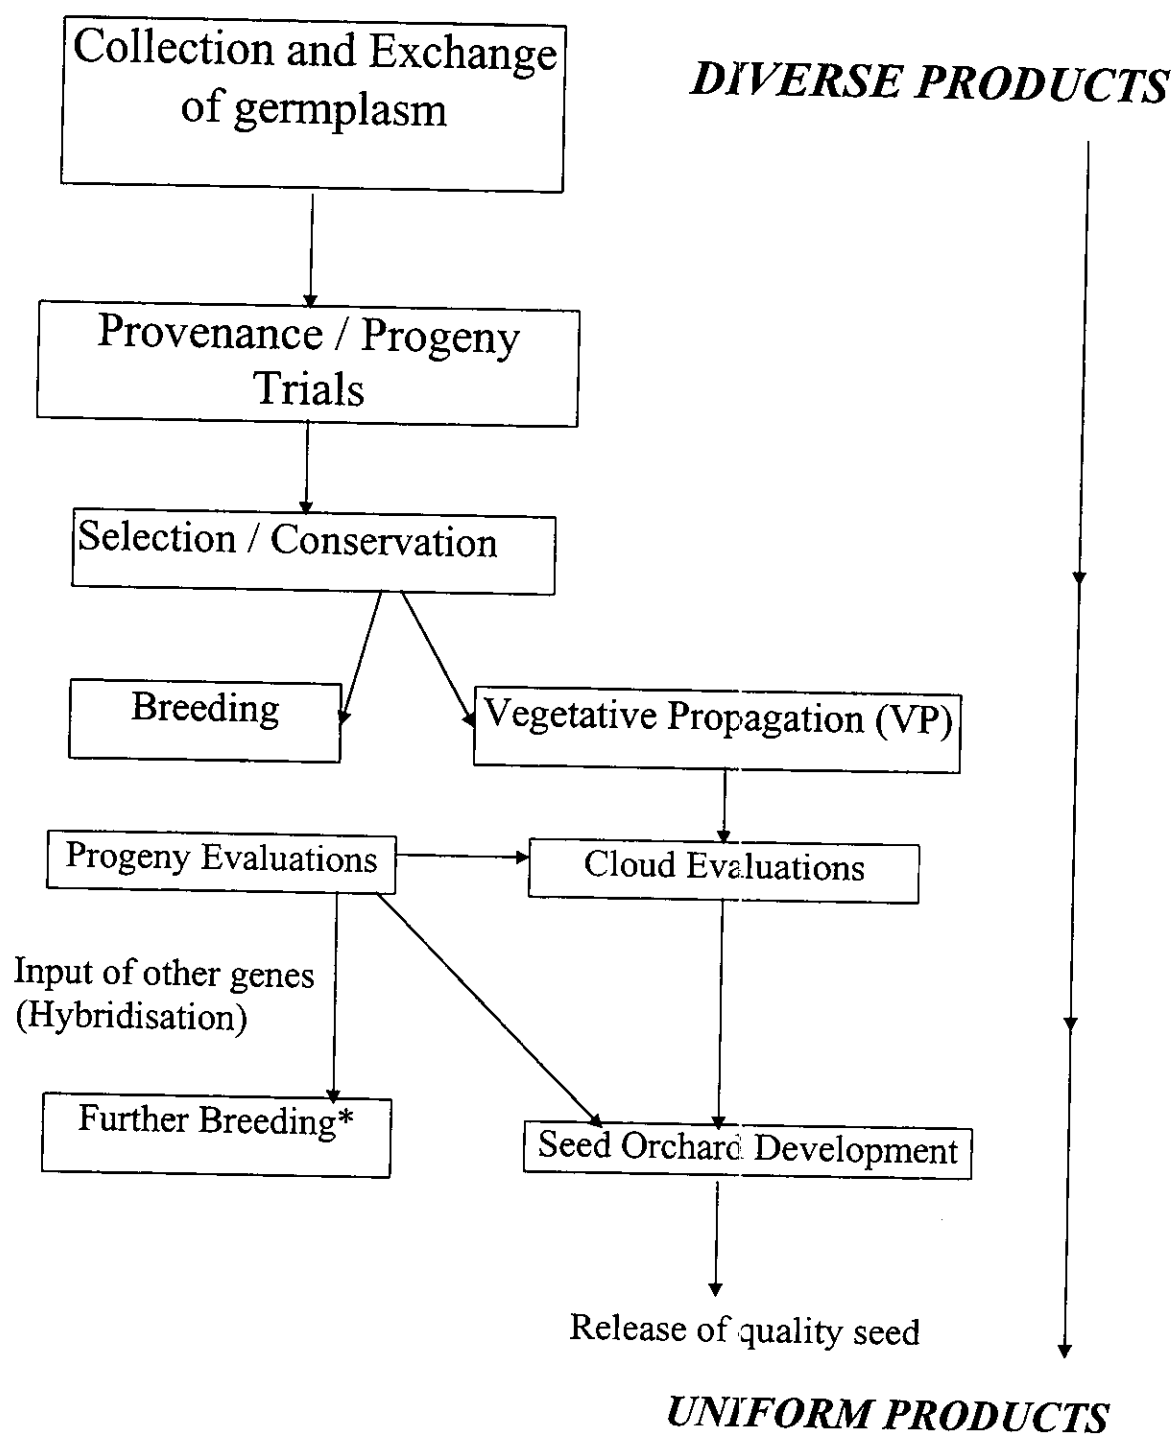 Collection and Exchange
of germplasm
DIVERSE PRODUCTS
Provenance / Progeny
Trials
Selection / Conservation
Breeding
Vegetative Propagation (VP)
Progeny Evaluations
Cloud Evaluations
Input of other genes
(Hybridisation)
Further Breeding*
Seed Orchard Development
Release of quality seed
UNIFORM PRODUCTS